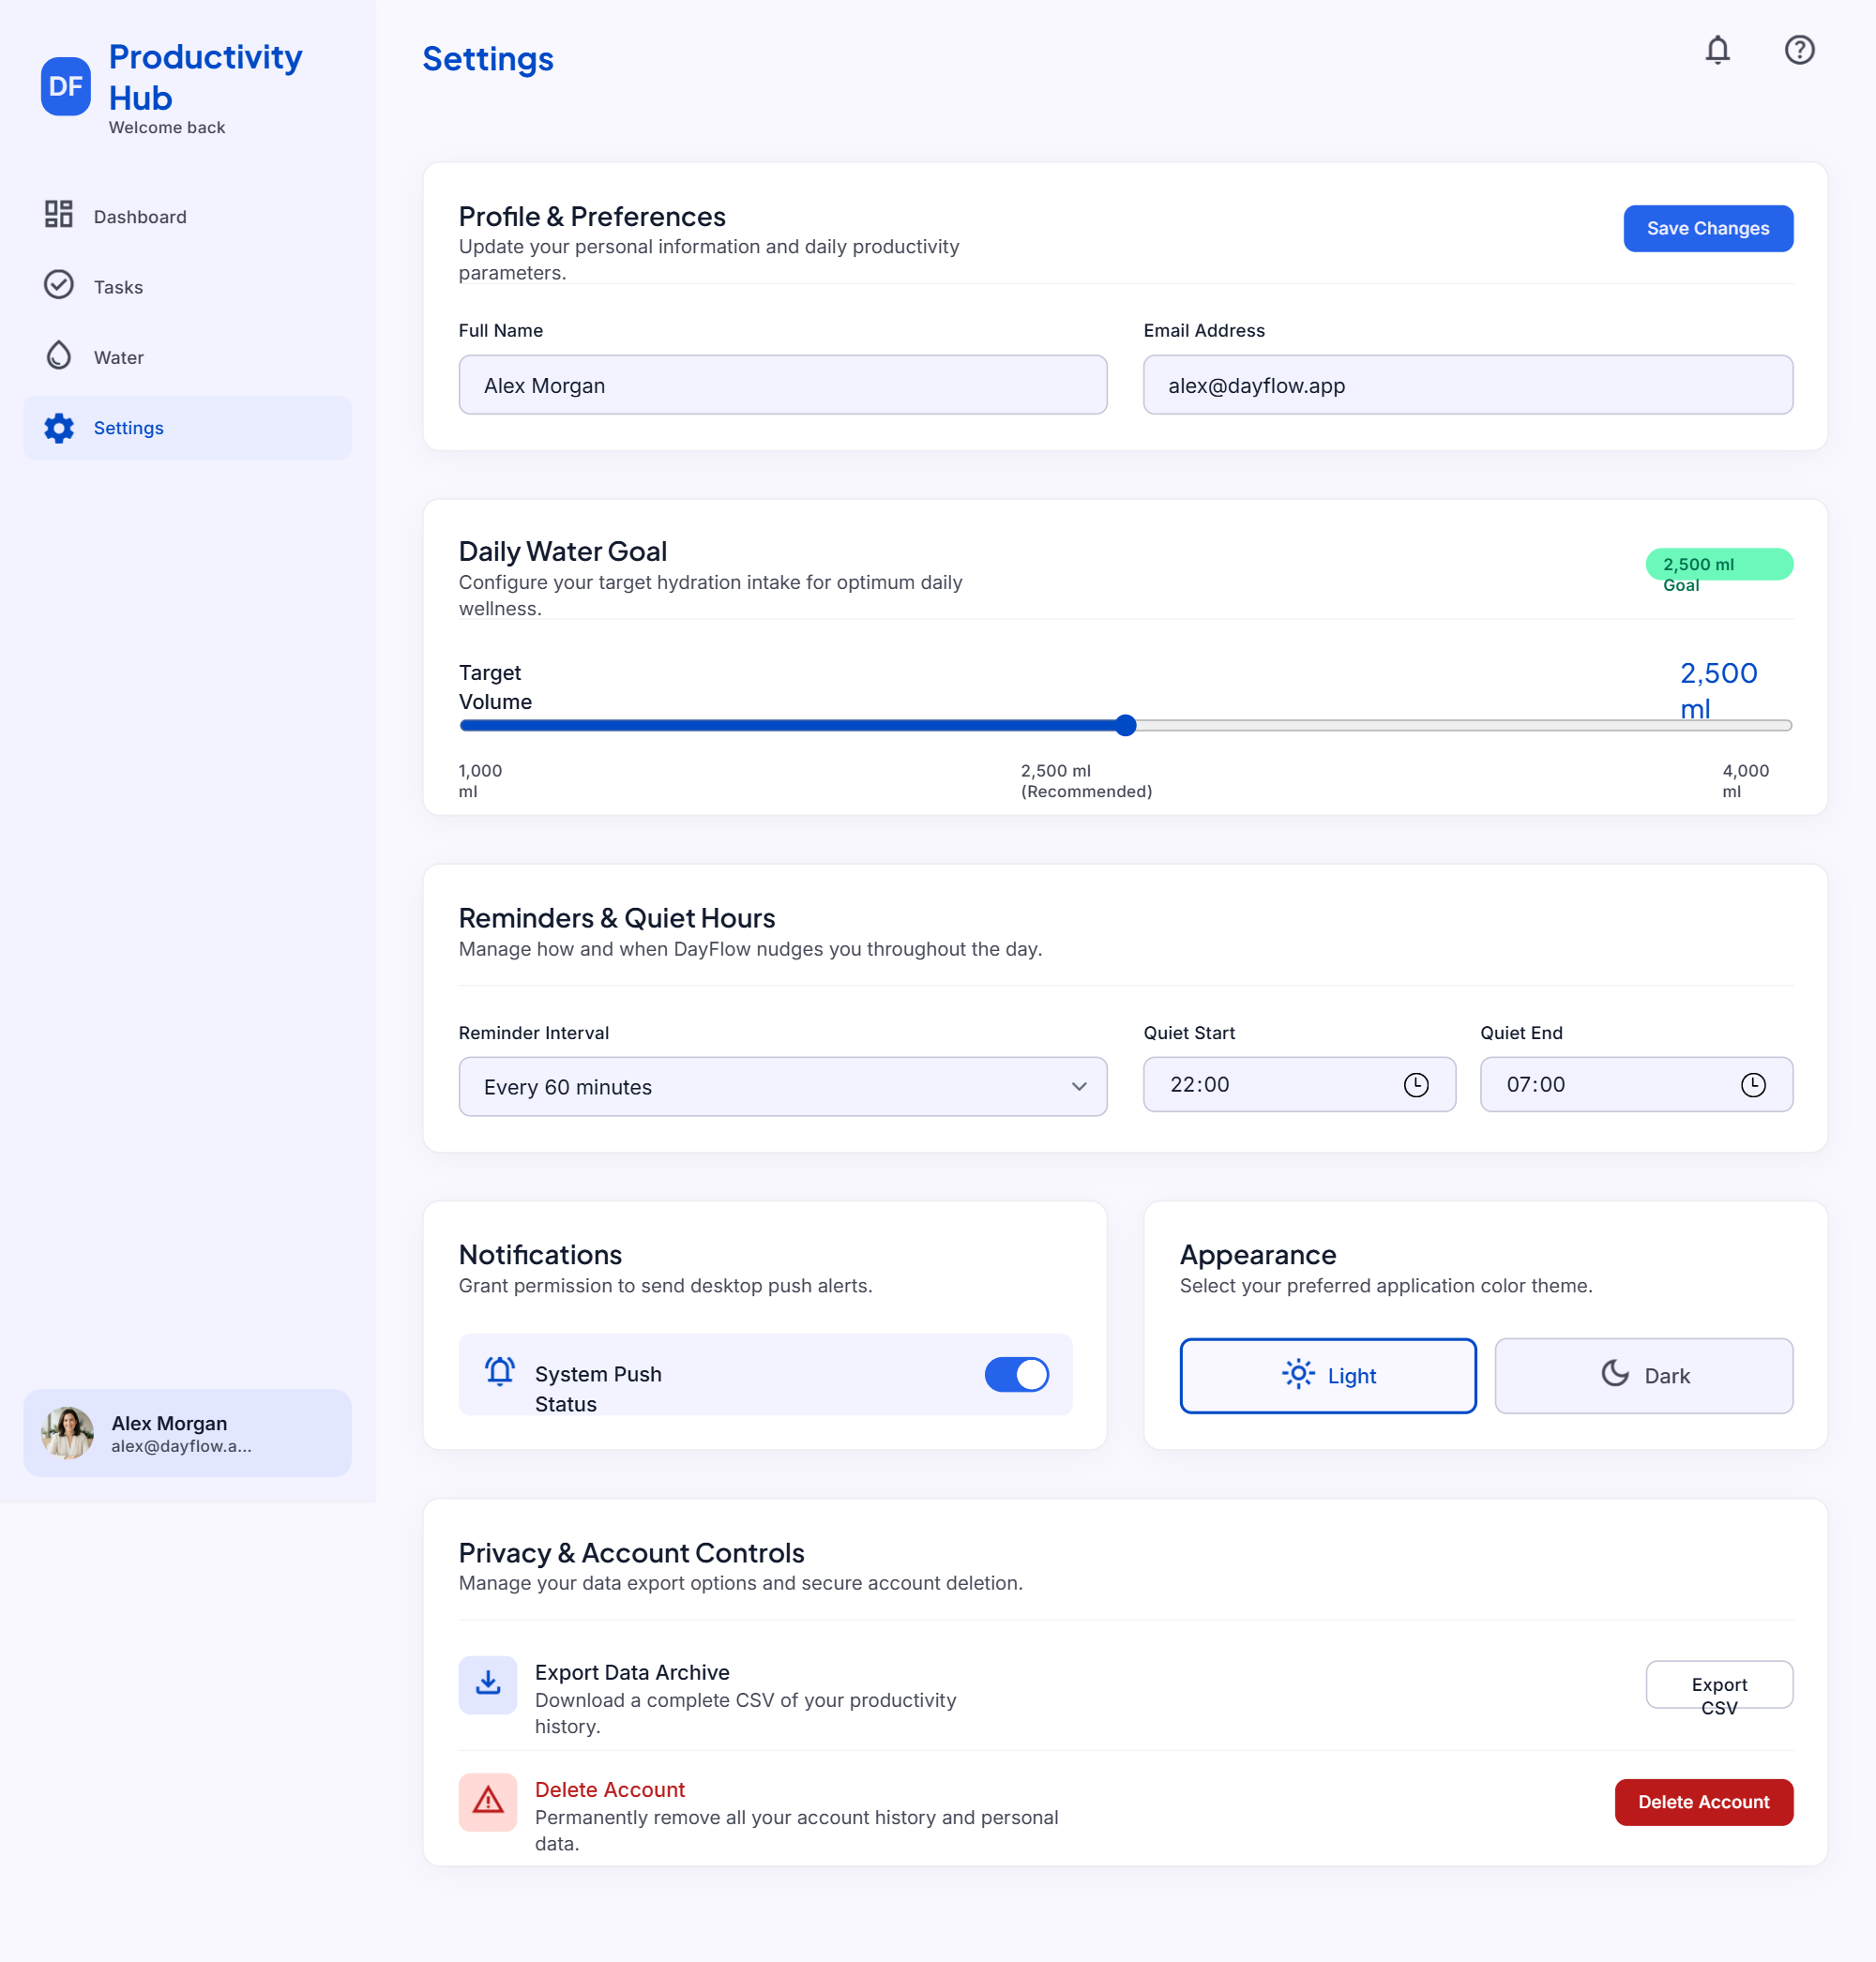 DF
Productivity
Hub
Welcome back
Dashboard
Tasks
Water
Settings
Alex Morgan
alex@dayflow.a...
Settings
Profile & Preferences
Update your personal information and daily productivity
parameters.
Save Changes
Full Name
Email Address
Alex Morgan
alex@dayflow.app
Daily Water Goal
Configure your target hydration intake for optimum daily
wellness.
2,500 ml
Goal
Target
Volume
2,500
ml
1,000
ml
2,500 ml
(Recommended)
4,000
ml
Reminders & Quiet Hours
Manage how and when DayFlow nudges you throughout the day.
Reminder Interval
Quiet Start
Quiet End
Every 60 minutes
22:00
07:00
Notifications
Grant permission to send desktop push alerts.
System Push
Status
Appearance
Select your preferred application color theme.
Light
Dark
Privacy & Account Controls
Manage your data export options and secure account deletion.
Export Data Archive
Download a complete CSV of your productivity
history.
Export
CSV
Delete Account
Permanently remove all your account history and personal
data.
Delete Account